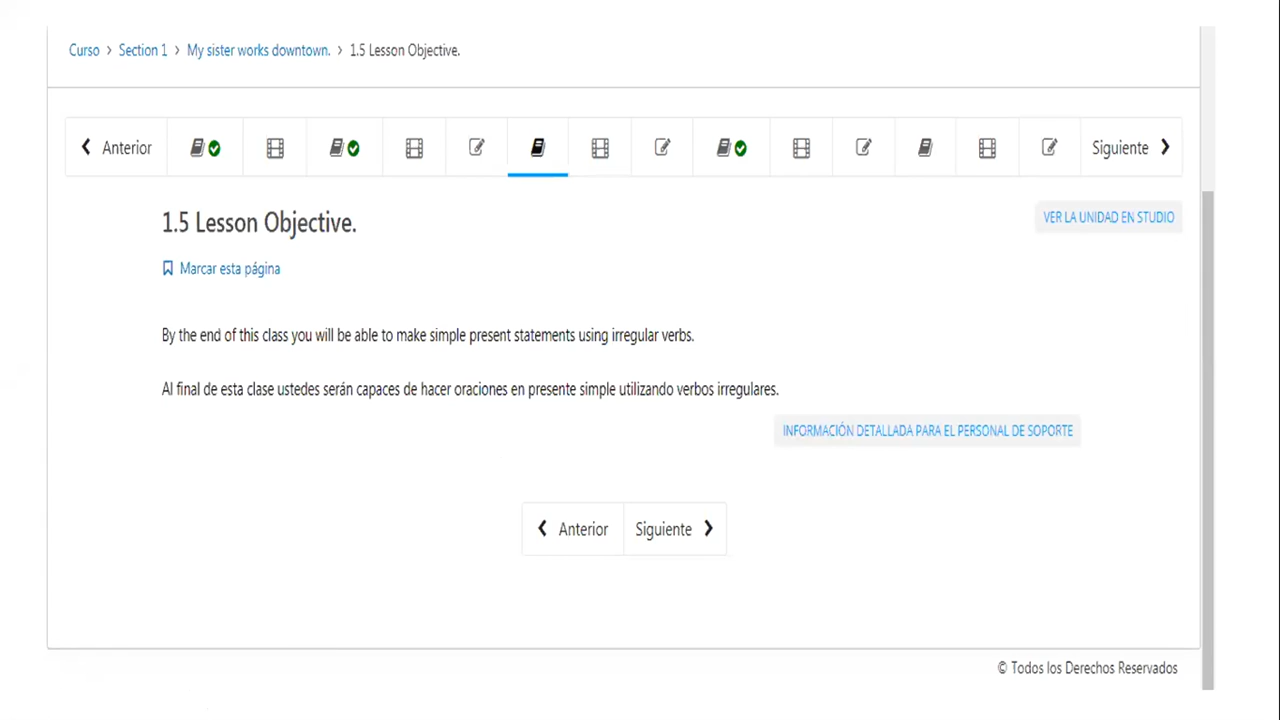 Curso > Section 1 > My sister works downtown. > 1.5 Lesson Objective.
Anterior
Siguiente
1.5 Lesson Objective.
VER LA UNIDAD EN STUDIO
Marcar esta página
By the end of this class you will be able to make simple present statements using irregular verbs.
Al final de esta clase ustedes serán capaces de hacer oraciones en presente simple utilizando verbos irregulares.
INFORMACIÓN DETALLADA PARA EL PERSONAL DE SOPORTE
Anterior
Siguiente
© Todos los Derechos Reservados